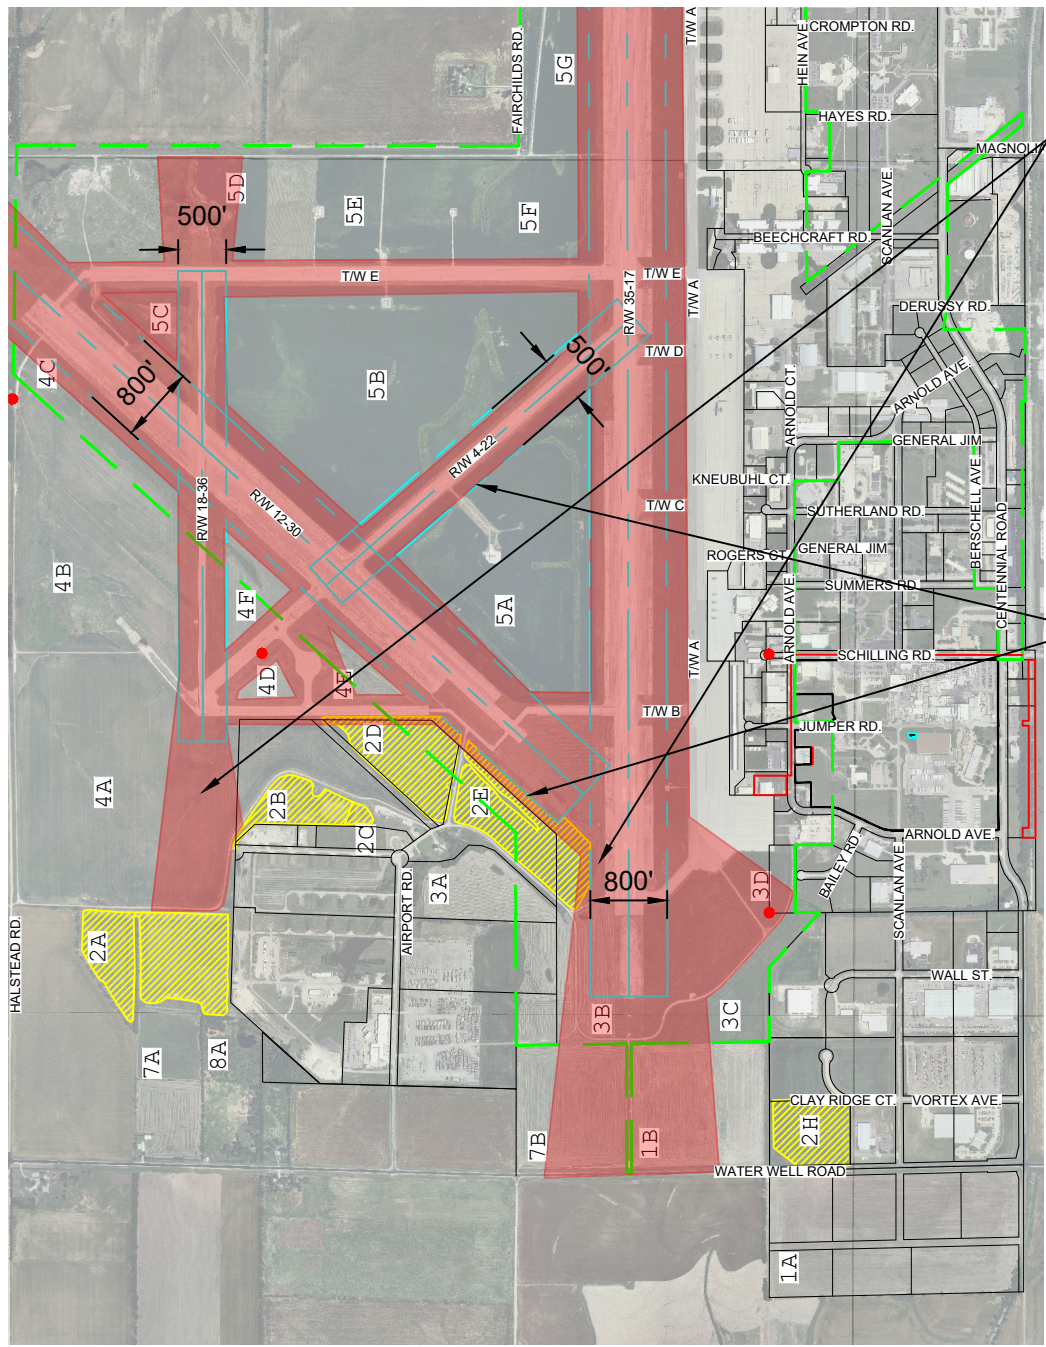 CROMPTON RD.
HEIN AVE.
T/W A
FAIRCHILDS RD.
5G
HAYES RD.
MAGNOLIA
SCANLAN AVE.
5D
500'
5E
5F
BEECHCRAFT RD.
T/W E
T/W E
T/W A
R/W 35-17
DERUSSY RD.
5C
4C
800'
5B
500'
T/W D
ARNOLD CT.
ARNOLD AVE.
GENERAL JIM
R/W 4-22
KNEUBUHL CT.
R/W 18-36
R/W 12-30
T/W C
SUTHERLAND RD.
BERSCHELL AVE.
CENTENNIAL ROAD
GENERAL JIM
ROGERS CT.
4B
4F
5A
SUMMERS RD.
ARNOLD AVE.
T/W A
SCHILLING RD.
4D
4E
T/W B
JUMPER RD.
1
2D
4A
2B
2E
2C
ARNOLD AVE.
BAILEY RD.
SCANLAN AVE.
3A
800'
3D
AIRPORT RD.
HALSTEAD RD.
2A
WALL ST.
3B
3C
7A
8A
CLAY RIDGE CT.
VORTEX AVE.
2H
7B
1B
WATER WELL ROAD
1A